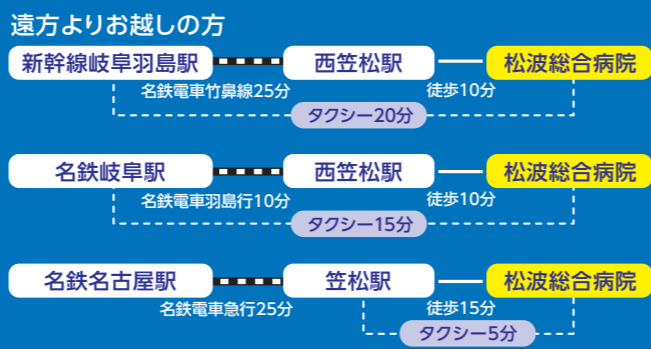 遠方よりお越しの方
新幹線岐阜羽島駅 西笠松駅 松波総合病院
名鉄電車竹鼻線25分 徒歩10分
タクシー20分
名鉄岐阜駅 西笠松駅 松波総合病院
名鉄電車羽島行10分 徒歩10分
タクシー15分
名鉄名古屋駅 笠松駅 松波総合病院
名鉄電車急行25分 徒歩15分
タクシー5分